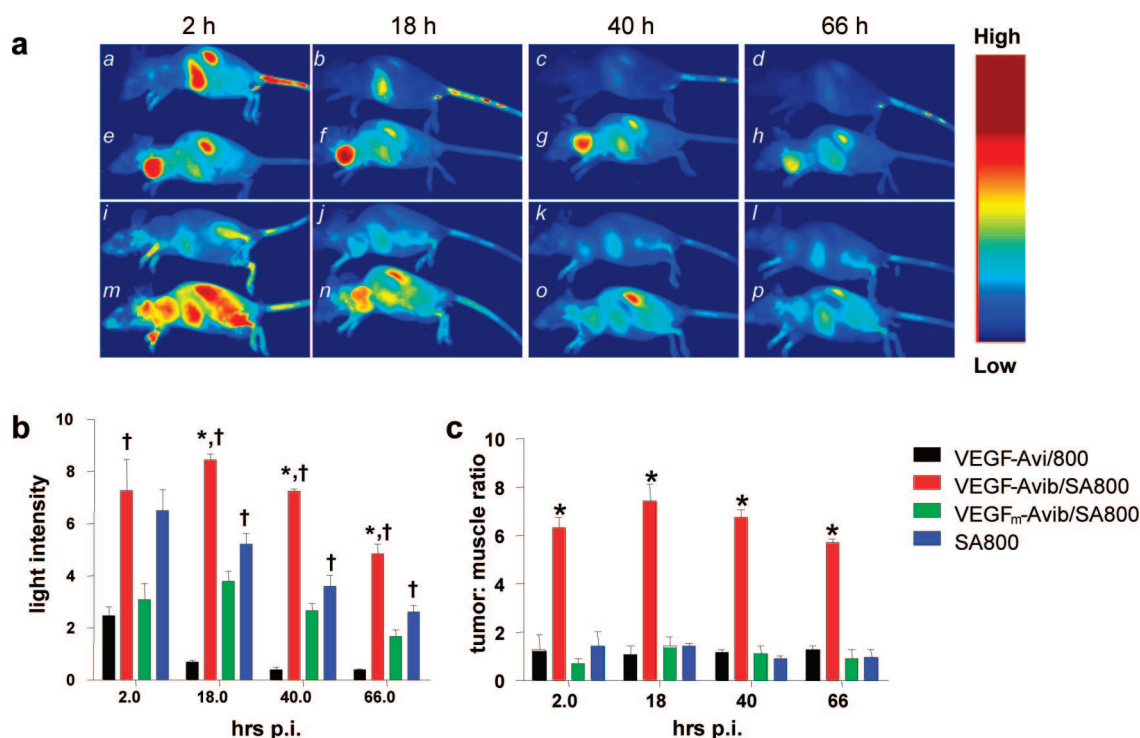 2 h 18 h 40 h 66 h
a
High
a b c d
e f g h
i j k l
m n o p
Low
b
10
8
6
4
2
0
light intensity
† *,† *,† *,†
† † †
2.0 18.0 40.0 66.0
hrs p.i.
c
10
8
6
4
2
0
tumor: muscle ratio
* * * *
2.0 18 40 66
hrs p.i.
VEGF-Avi/800
VEGF-Avib/SA800
VEGFm-Avib/SA800
SA800